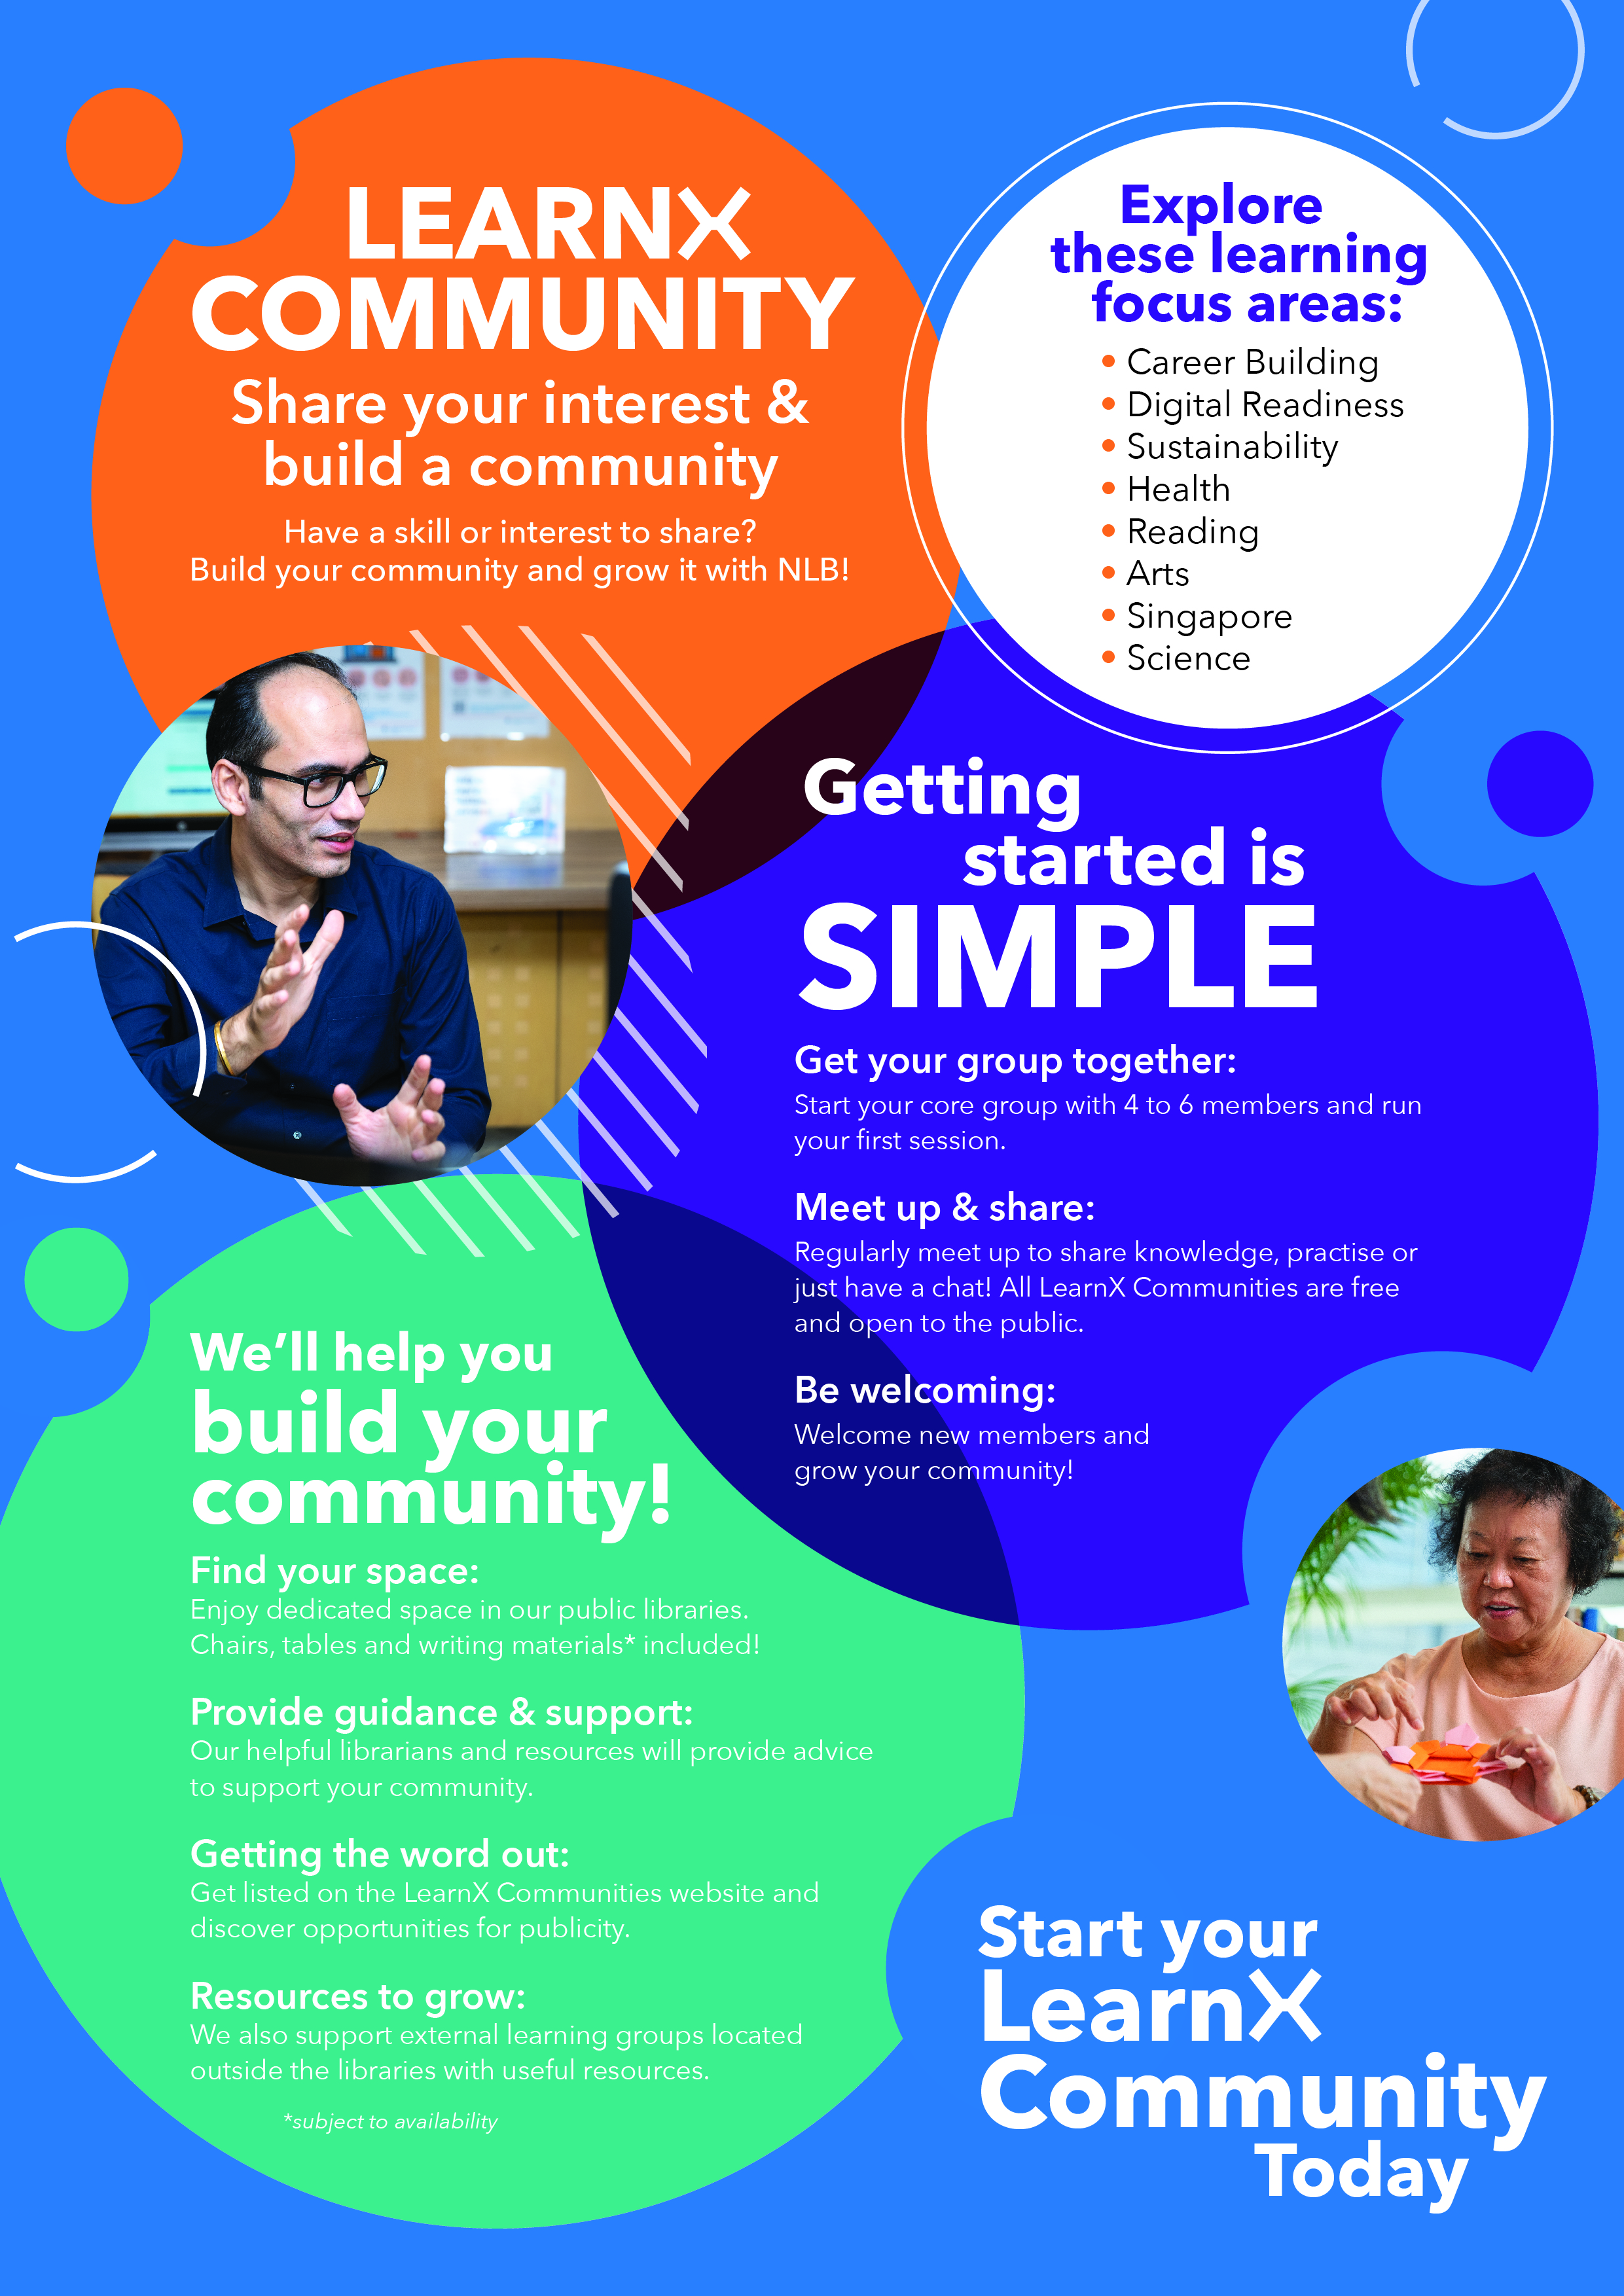 LEARNX
COMMUNITY
Share your interest &
build a community
Have a skill or interest to share?
Build your community and grow it with NLB!
Explore
these learning
focus areas:
• Career Building
• Digital Readiness
• Sustainability
• Health
• Reading
• Arts
• Singapore
• Science
Getting
started is
SIMPLE
Get your group together:
Start your core group with 4 to 6 members and run
your first session.
Meet up & share:
Regularly meet up to share knowledge, practise or
just have a chat! All LearnX Communities are free
and open to the public.
Be welcoming:
Welcome new members and
grow your community!
We‘ll help you
build your
community!
Find your space:
Enjoy dedicated space in our public libraries.
Chairs, tables and writing materials* included!
Provide guidance & support:
Our helpful librarians and resources will provide advice
to support your community.
Getting the word out:
Get listed on the LearnX Communities website and
discover opportunities for publicity.
Resources to grow:
We also support external learning groups located
outside the libraries with useful resources.
*subject to availability
Start your
LearnX
Community
Today